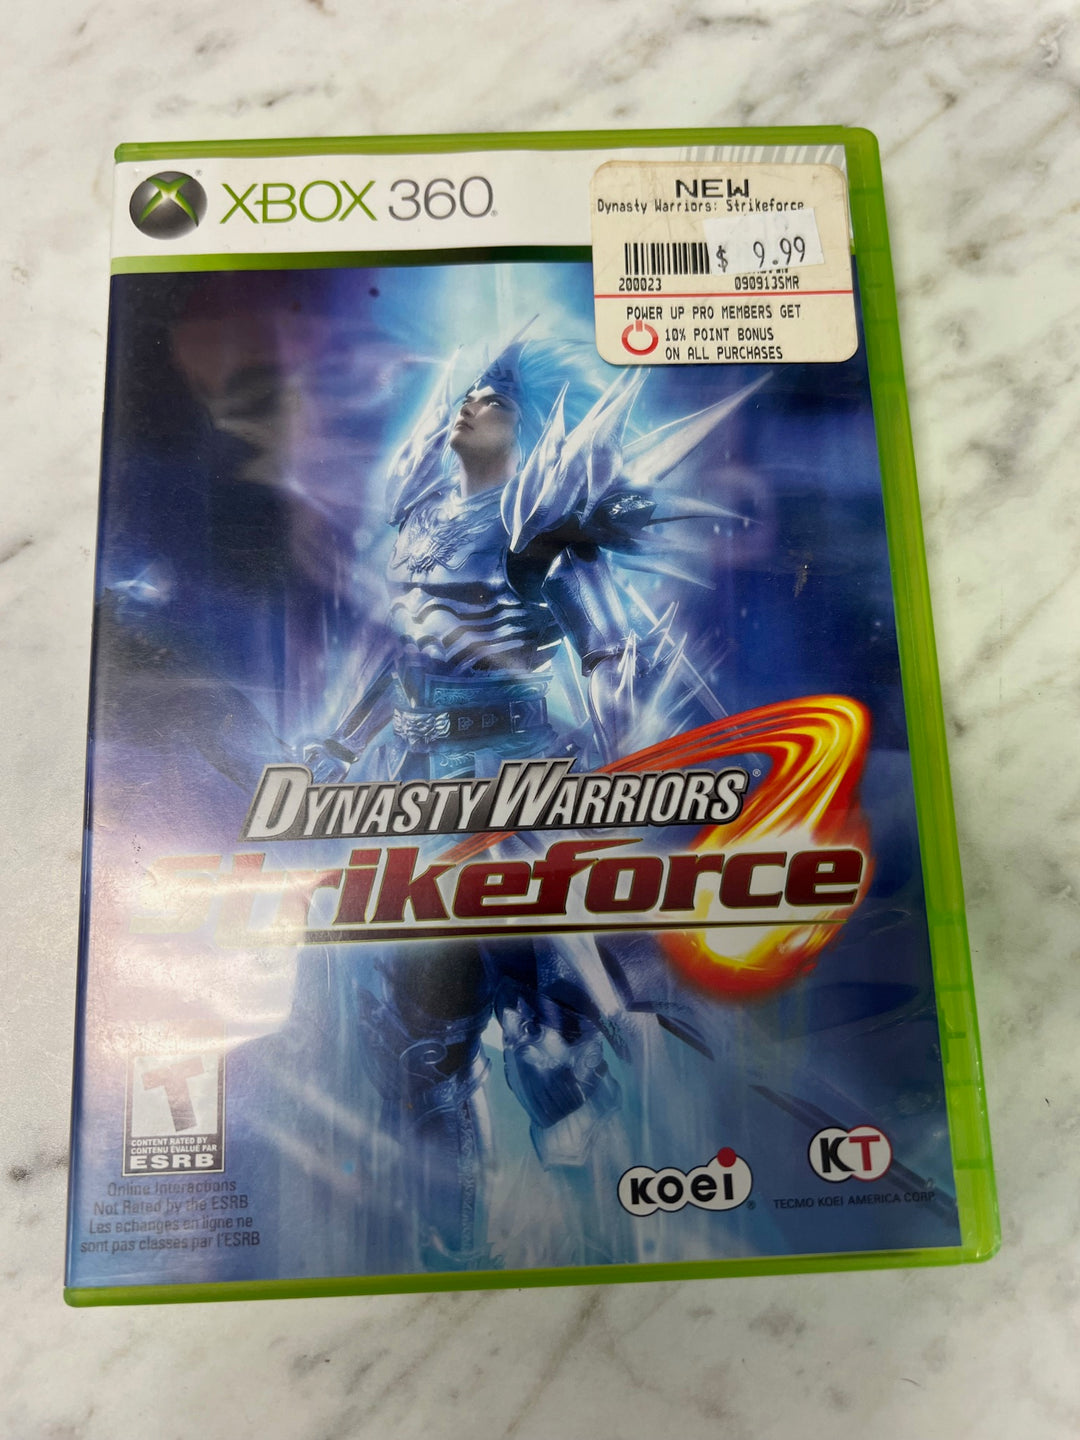 XBOX 360
NEW
Dynasty Warriors: Strikeforce
$ 9.99
200023
090913SMR
POWER UP PRO MEMBERS GET
10% POINT BONUS
ON ALL PURCHASES
DYNASTY WARRIORS®
Strikeforce
T
CONTENT RATED BY
CONTENU ÉVALUÉ PAR
ESRB
Online Interactions
Not Rated by the ESRB
Les échanges en ligne ne
sont pas classés par l'ESRB
KOEI®
KT
TECMO KOEI AMERICA CORP